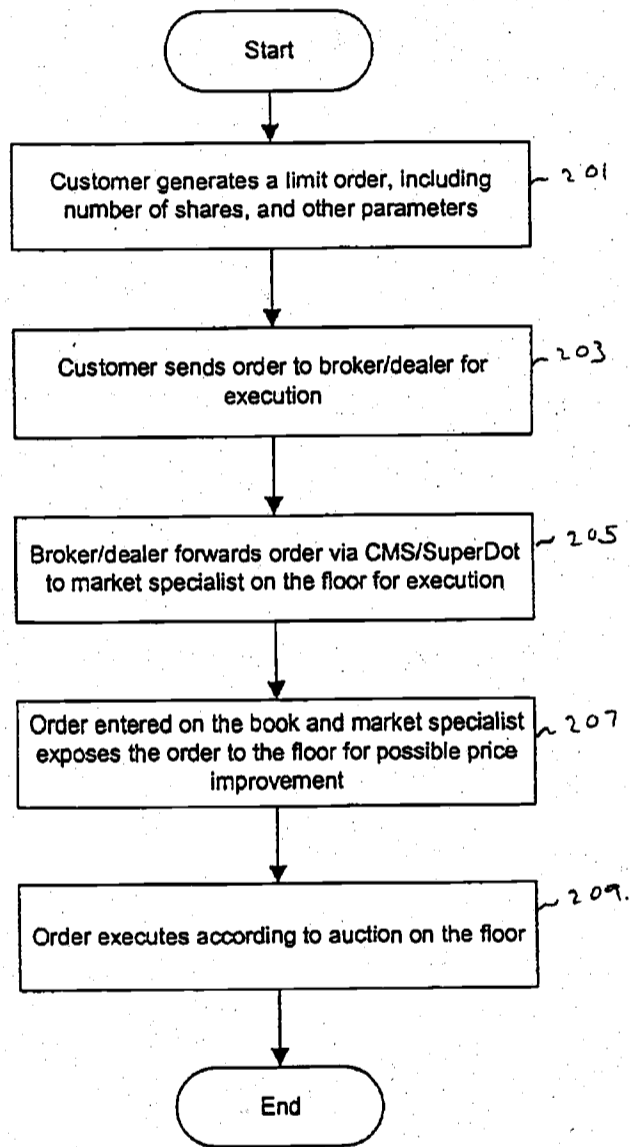 Start
Customer generates a limit order, including
number of shares, and other parameters
201
Customer sends order to broker/dealer for
execution
203
Broker/dealer forwards order via CMS/SuperDot
to market specialist on the floor for execution
205
Order entered on the book and market specialist
exposes the order to the floor for possible price
improvement
207
Order executes according to auction on the floor
209.
End